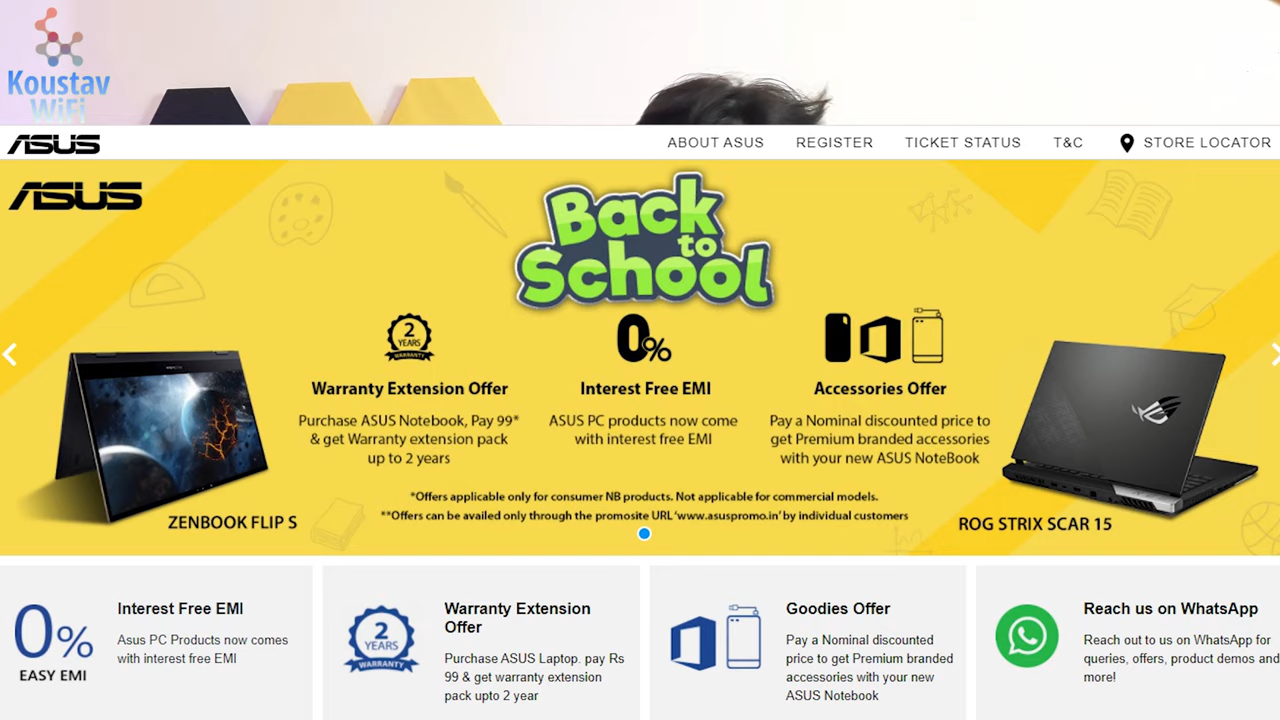 Koustav
WiFi
ASUS
ABOUT ASUS
REGISTER
TICKET STATUS
T&C
STORE LOCATOR
ASUS
Back
to
School
2
YEARS
WARRANTY
0%
Warranty Extension Offer
Interest Free EMI
Accessories Offer
Purchase ASUS Notebook, Pay 99*
& get Warranty extension pack
up to 2 years
ASUS PC products now come
with interest free EMI
Pay a Nominal discounted price to
get Premium branded accessories
with your new ASUS NoteBook
*Offers applicable only for consumer NB products. Not applicable for commercial models.
**Offers can be availed only through the promosite URL 'www.asuspromo.in' by individual customers
ZENBOOK FLIP S
ROG STRIX SCAR 15
0%
EASY EMI
Interest Free EMI
Asus PC Products now comes
with interest free EMI
2
YEARS
WARRANTY
Warranty Extension
Offer
Purchase ASUS Laptop. pay Rs
99 & get warranty extension
pack upto 2 year
Goodies Offer
Pay a Nominal discounted
price to get Premium branded
accessories with your new
ASUS Notebook
Reach us on WhatsApp
Reach out to us on WhatsApp for
queries, offers, product demos and
more!